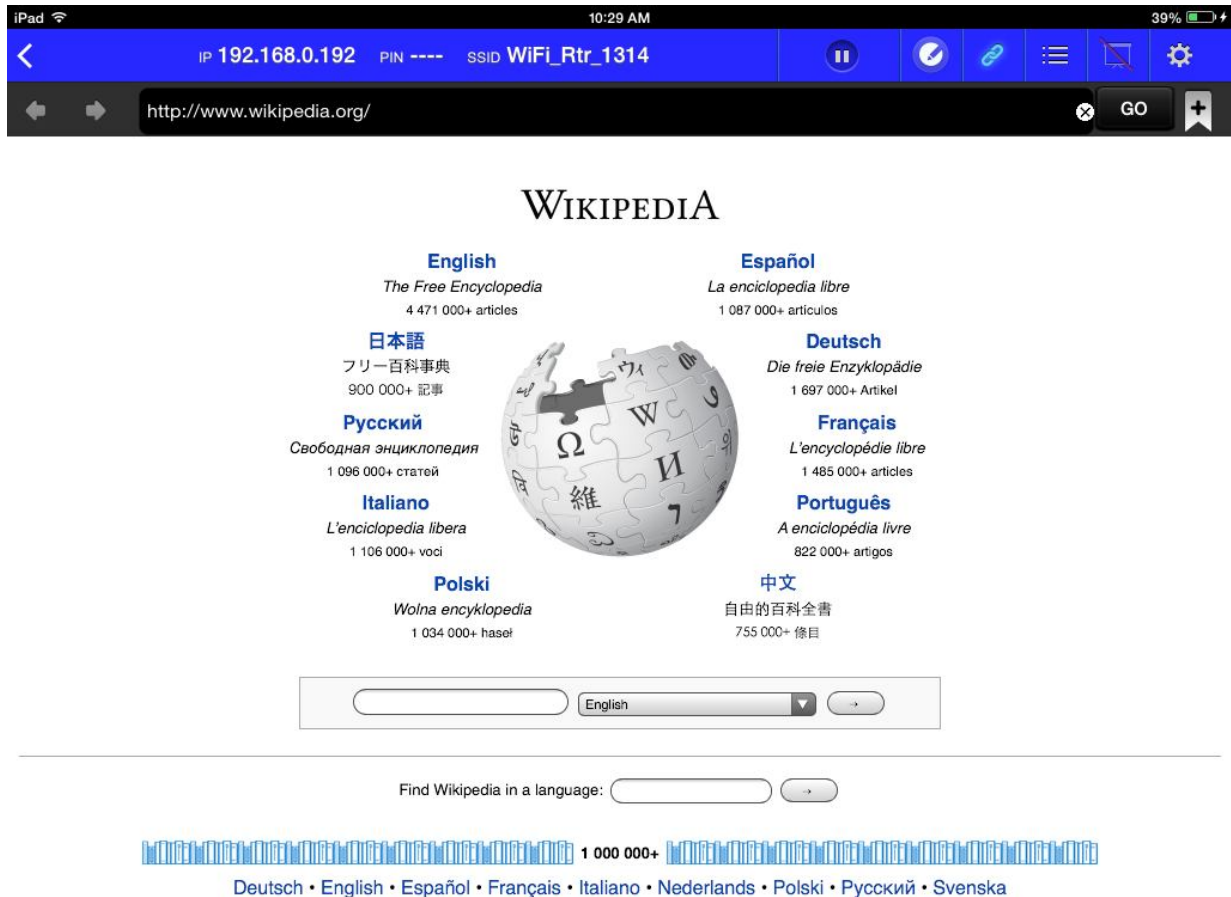 iPad 10:29 AM 39%
IP 192.168.0.192 PIN ---- SSID WiFi_Rtr_1314
http://www.wikipedia.org/ GO
WIKIPEDIA
English Español
The Free Encyclopedia La enciclopedia libre
4 471 000+ articles 1 087 000+ artículos
日本語 Deutsch
フリー百科事典 Die freie Enzyklopädie
900 000+ 記事 1 697 000+ Artikel
Русский Français
Свободная энциклопедия L'encyclopédie libre
1 096 000+ статей 1 485 000+ articles
Italiano Português
L'enciclopedia libera A enciclopédia livre
1 106 000+ voci 822 000+ artigos
Polski 中文
Wolna encyklopedia 自由的百科全書
1 034 000+ haseł 755 000+ 條目
Ω W И 維 ウィ 7
English →
Find Wikipedia in a language: →
1 000 000+
Deutsch • English • Español • Français • Italiano • Nederlands • Polski • Русский • Svenska